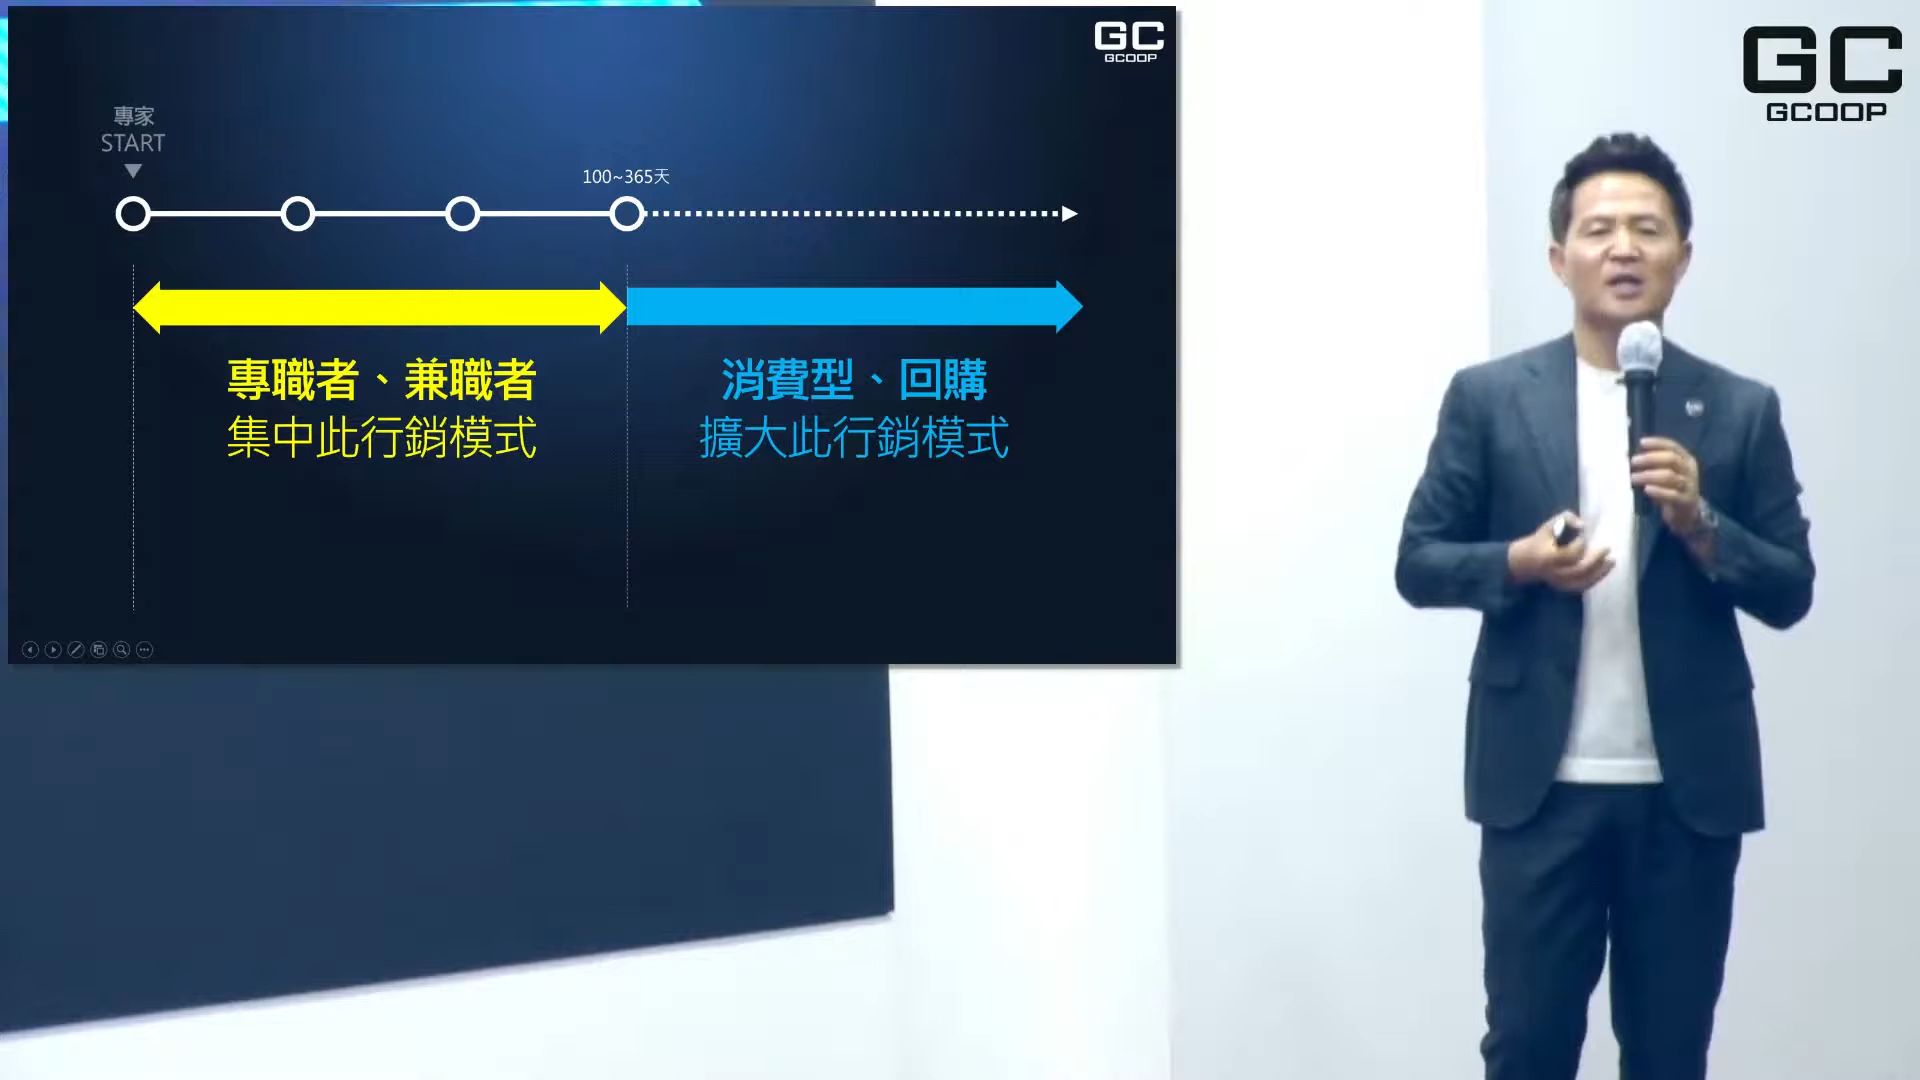 GC
GCOOP
專家
START
100~365天
專職者、兼職者
集中此行銷模式
消費型、回購
擴大此行銷模式
GC
GCOOP